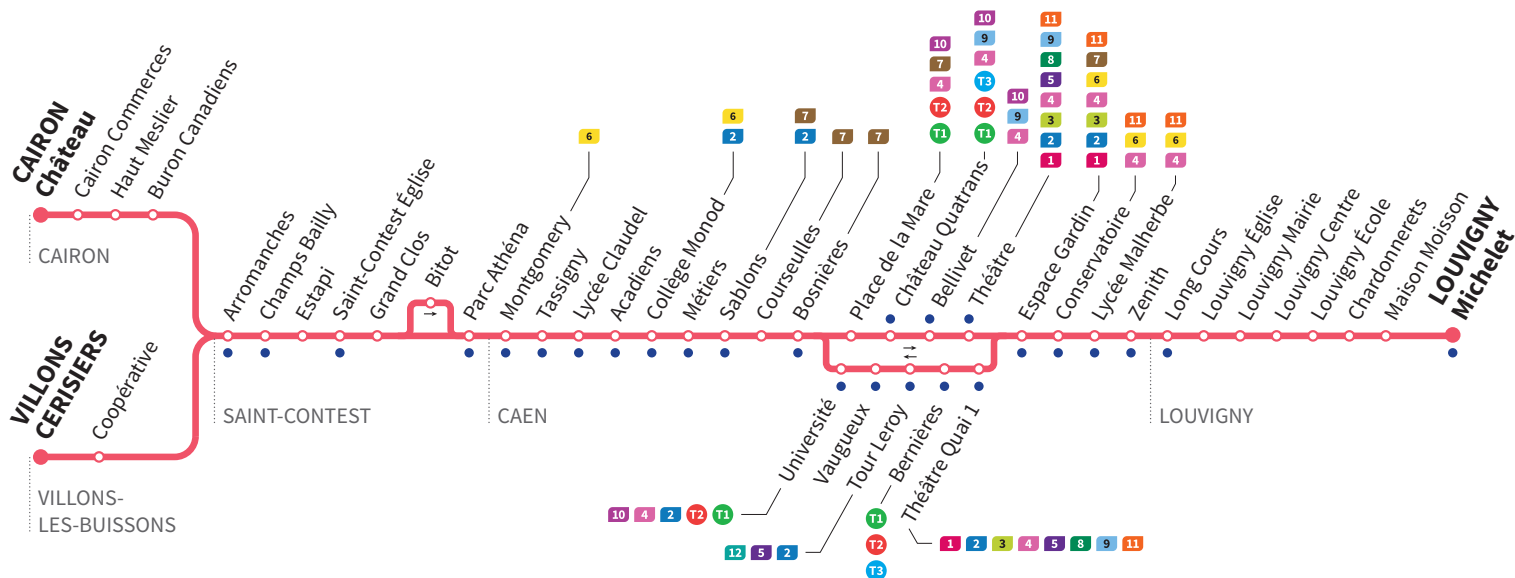 CAIRON
Château
Cairon Commerces
Haut Meslier
Buron Canadiens
CAIRON
VILLONS
CERISIERS
Coopérative
VILLONS-
LES-BUISSONS
Arromanches
Champs Bailly
Estapi
Saint-Contest Église
Grand Clos
Bitot
→
Parc Athéna
SAINT-CONTEST
Montgomery
6
Tassigny
Lycée Claudel
Acadiens
Collège Monod
Métiers
Sablons
6
2
Courseulles
7
2
Bosnières
7
7
CAEN
Place de la Mare
10
7
4
T2
T1
Château Quatrans
10
9
4
T3
T2
T1
Bellivet
10
9
4
Théâtre
11
9
8
5
4
3
2
1
→
←
Université
10 4 2 T2 T1
Vaugueux
Tour Leroy
12 5 2
Bernières
T1
T2
T3
Théâtre Quai 1
1 2 3 4 5 8 9 11
Espace Gardin
11
7
6
4
3
2
1
Conservatoire
11
6
4
Lycée Malherbe
11
6
4
Zenith
Long Cours
Louvigny Église
Louvigny Mairie
Louvigny Centre
Louvigny École
Chardonnerets
Maison Moisson
LOUVIGNY
Michelet
LOUVIGNY